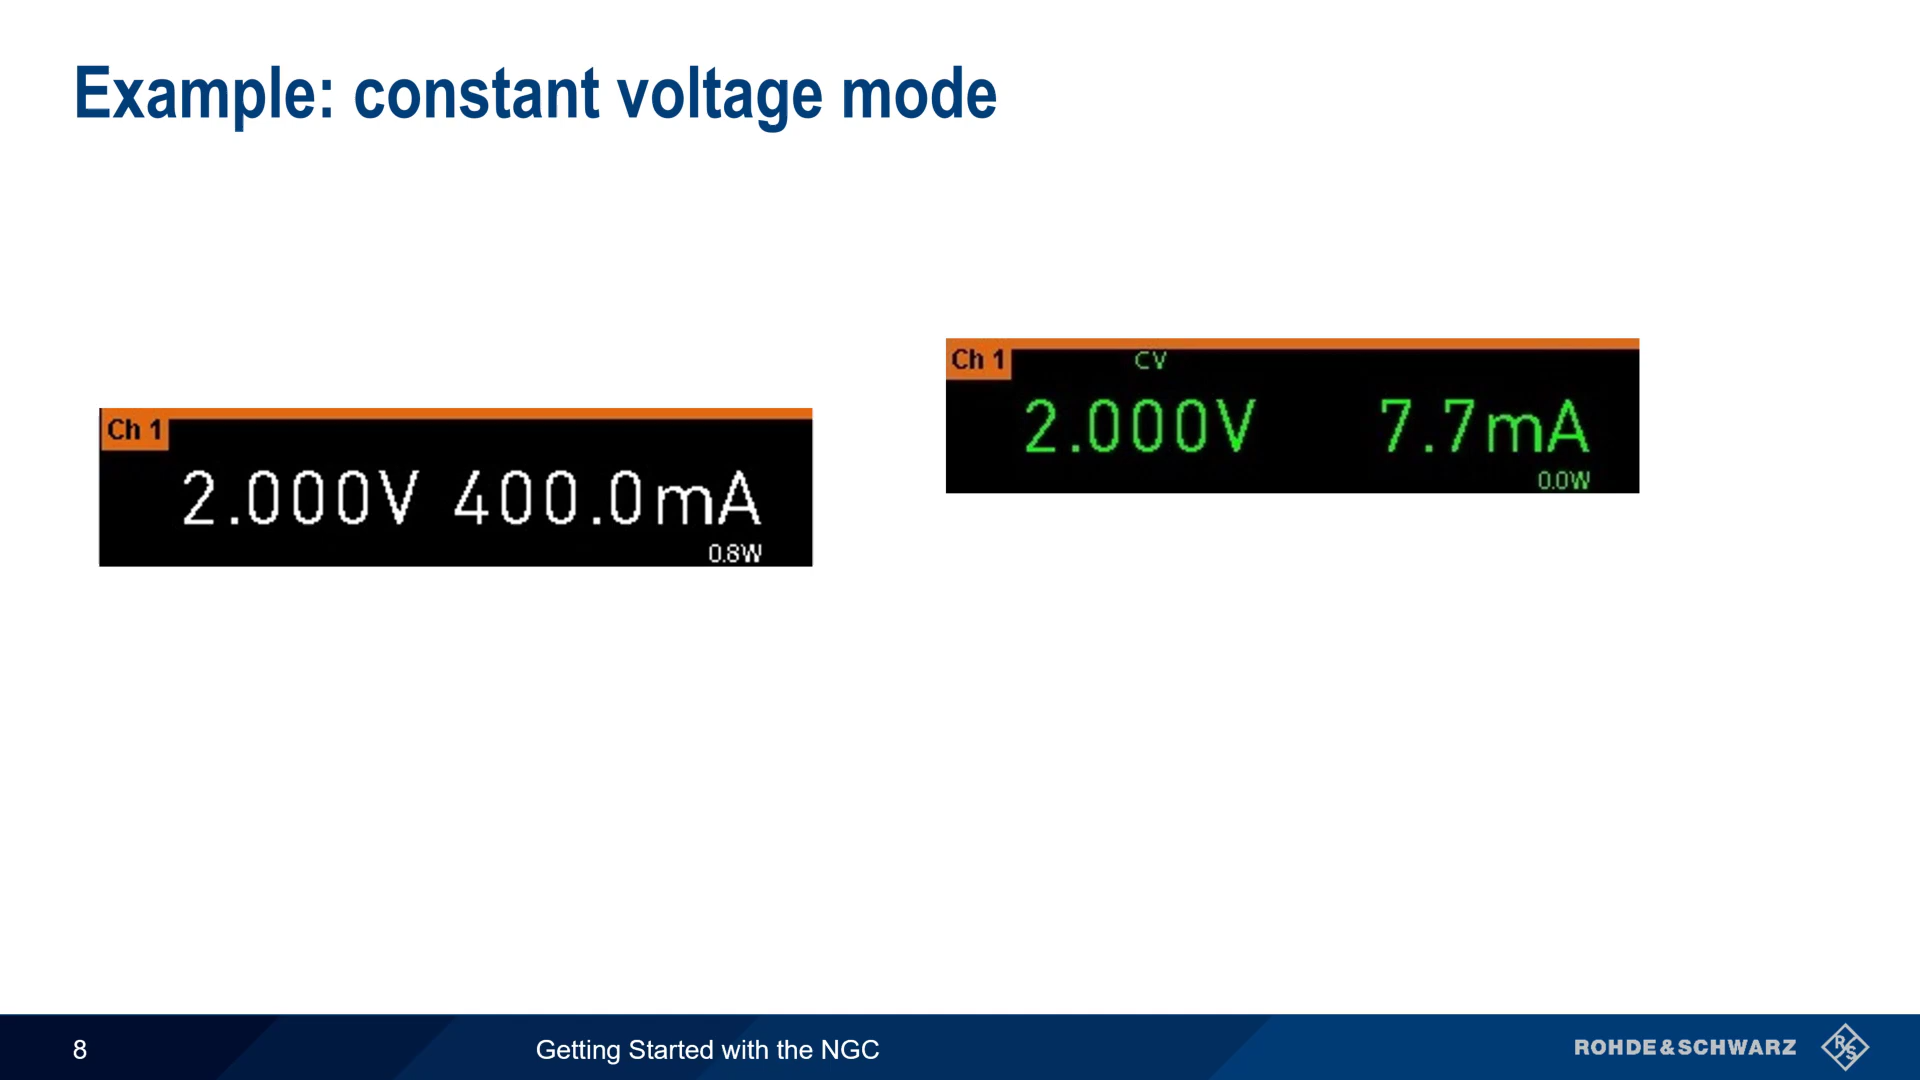 Example: constant voltage mode
Ch 1
2.000V 400.0mA
0.8W
Ch 1 CV
2.000V 7.7mA
0.0W
8 Getting Started with the NGC ROHDE&SCHWARZ R&S